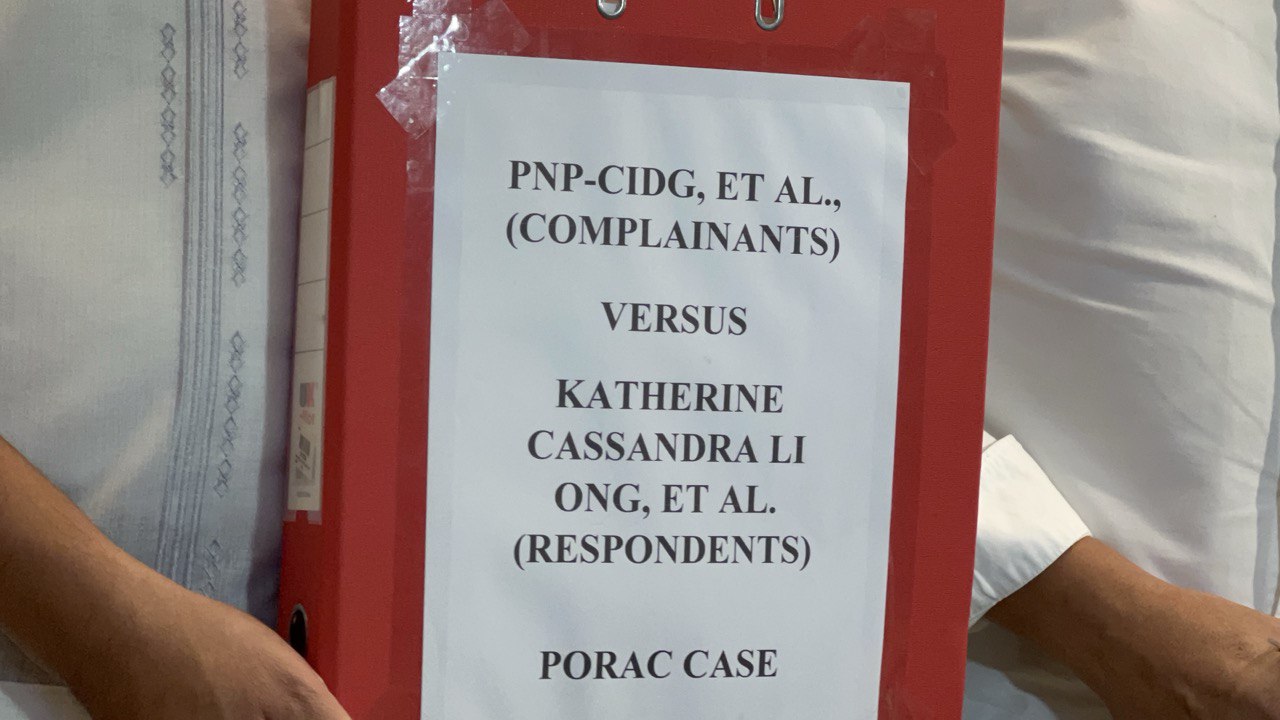 PNP-CIDG, ET AL.,
(COMPLAINANTS)
VERSUS
KATHERINE
CASSANDRA LI
ONG, ET AL.
(RESPONDENTS)
PORAC CASE